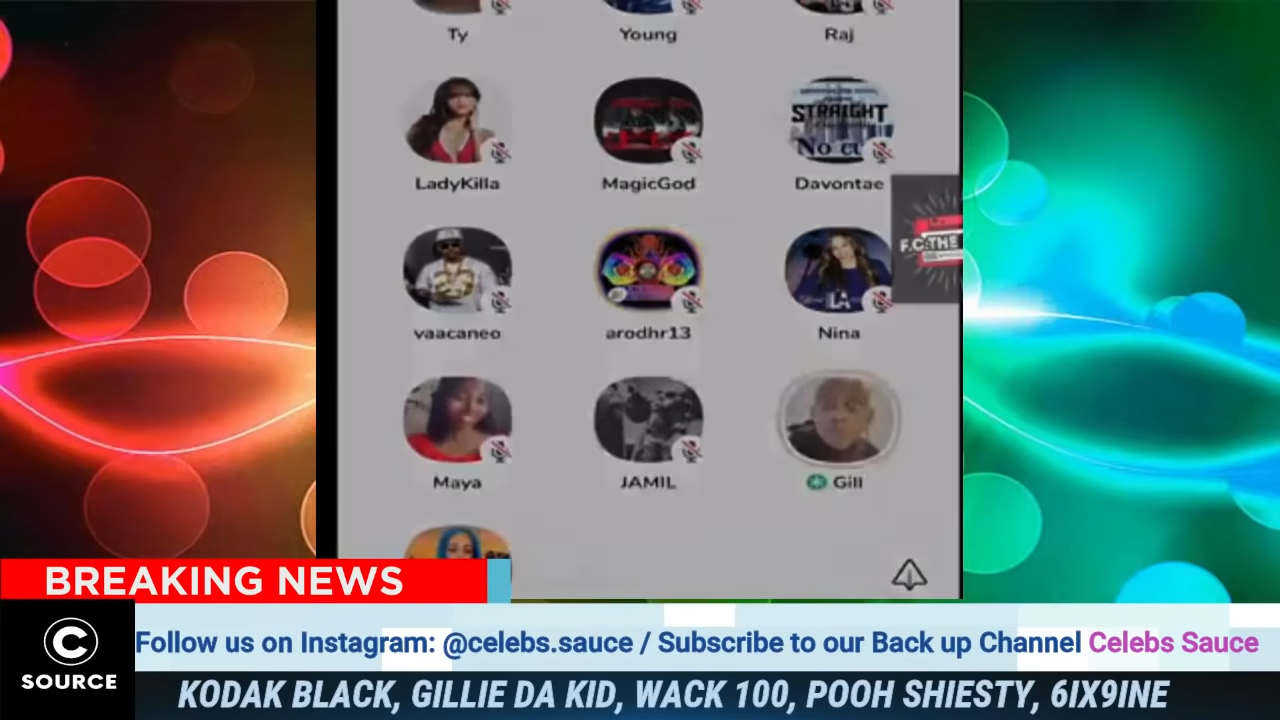 Ty
Young
Raj
STRAIGHT
No
LadyKilla
MagicGod
Davontae
F.C.THE
LA
vaacaneo
arodhr13
Nina
Maya
JAMIL
Gill
BREAKING NEWS
C
SOURCE
Follow us on Instagram: @celebs.sauce / Subscribe to our Back up Channel Celebs Sauce
KODAK BLACK, GILLIE DA KID, WACK 100, POOH SHIESTY, 6IX9INE